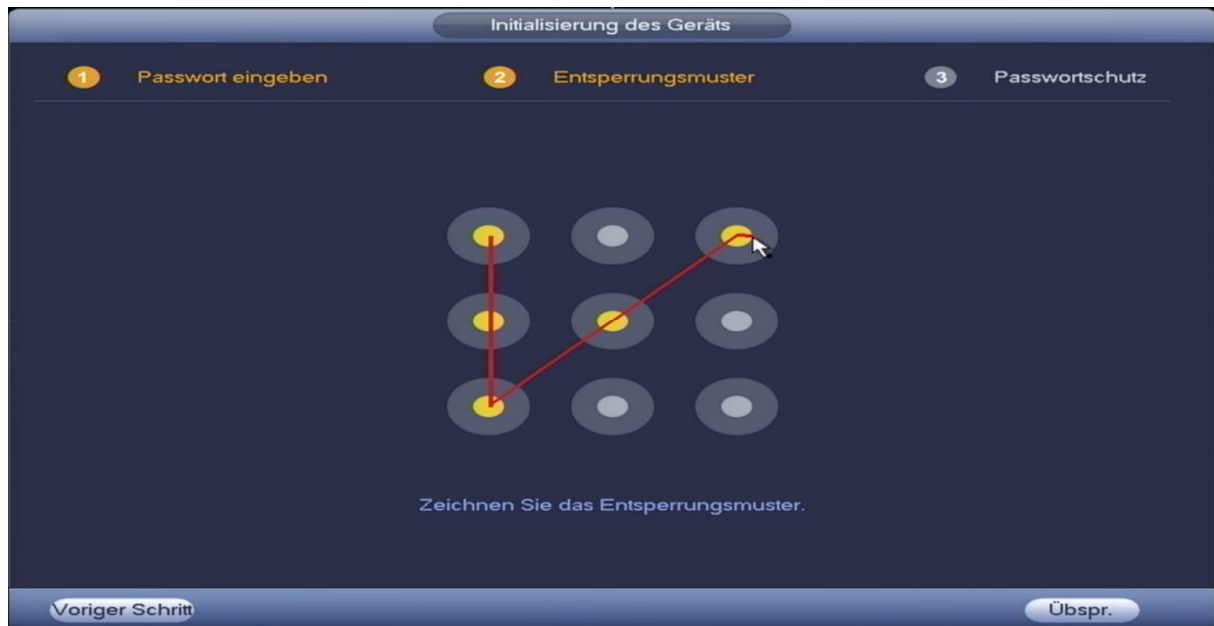 Initialisierung des Geräts
1 Passwort eingeben 2 Entsperrungsmuster 3 Passwortschutz
Zeichnen Sie das Entsperrungsmuster.
Voriger Schritt Übspr.